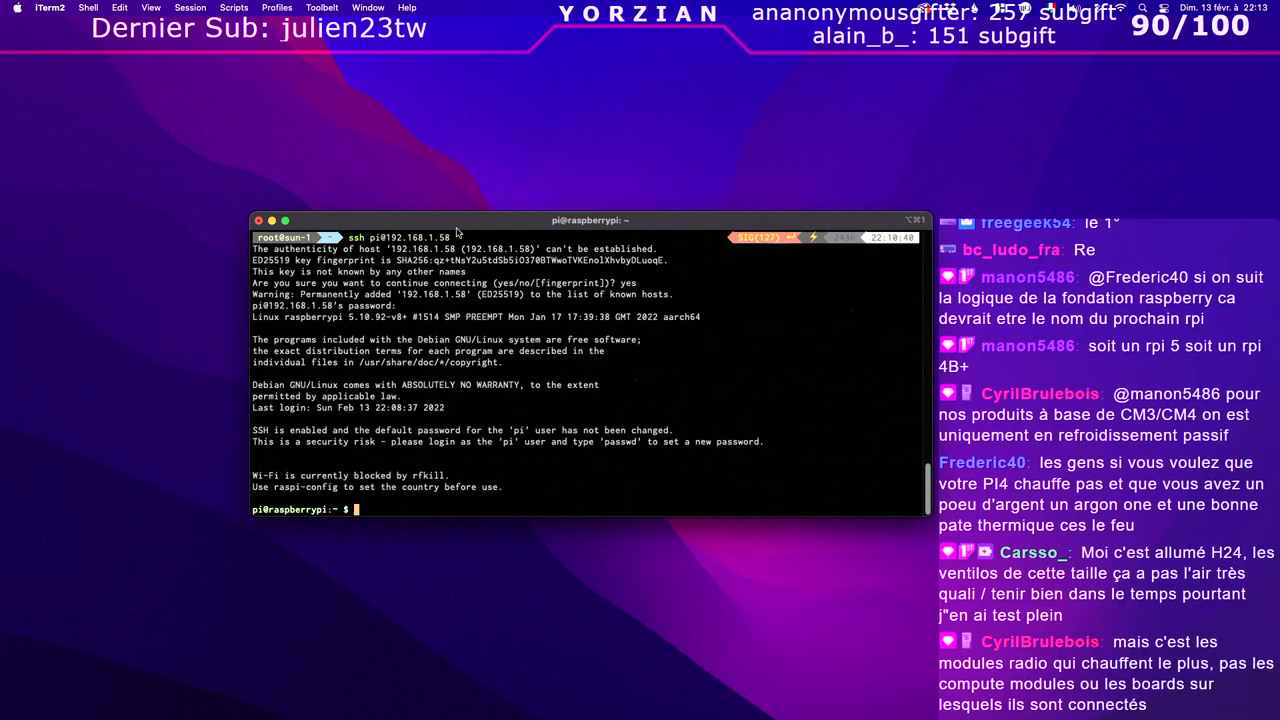 iTerm2 Shell Edit View Session Scripts Profiles Toolbelt Window Help
Dim. 13 févr. à 22:13
Dernier Sub: julien23tw
YORZIAN
ananonymousgifter: 257 subgift
alain_b_: 151 subgift
90/100
pi@raspberrypi: ~
⌥⌘1
root@sun-1 ~ ssh pi@192.168.1.58
SIG(127) ↵ ⚡ 2436 22:10:40
The authenticity of host '192.168.1.58 (192.168.1.58)' can't be established.
ED25519 key fingerprint is SHA256:qz+tNsY2u5tdSb5iO370BTWwoTVKEnolXhvbyDLuoqE.
This key is not known by any other names
Are you sure you want to continue connecting (yes/no/[fingerprint])? yes
Warning: Permanently added '192.168.1.58' (ED25519) to the list of known hosts.
pi@192.168.1.58's password:
Linux raspberrypi 5.10.92-v8+ #1514 SMP PREEMPT Mon Jan 17 17:39:38 GMT 2022 aarch64
The programs included with the Debian GNU/Linux system are free software;
the exact distribution terms for each program are described in the
individual files in /usr/share/doc/*/copyright.
Debian GNU/Linux comes with ABSOLUTELY NO WARRANTY, to the extent
permitted by applicable law.
Last login: Sun Feb 13 22:08:37 2022
SSH is enabled and the default password for the 'pi' user has not been changed.
This is a security risk - please login as the 'pi' user and type 'passwd' to set a new password.
Wi-Fi is currently blocked by rfkill.
Use raspi-config to set the country before use.
pi@raspberrypi:~ $
freegeek54: le 1°
bc_ludo_fra: Re
manon5486: @Frederic40 si on suit
la logique de la fondation raspberry ca
devrait etre le nom du prochain rpi
manon5486: soit un rpi 5 soit un rpi
4B+
CyrilBrulebois: @manon5486 pour
nos produits à base de CM3/CM4 on est
uniquement en refroidissement passif
Frederic40: les gens si vous voulez que
votre PI4 chauffe pas et que vous avez un
poeu d'argent un argon one et une bonne
pate thermique ces le feu
Carsso_: Moi c'est allumé H24, les
ventilos de cette taille ça a pas l'air très
quali / tenir bien dans le temps pourtant
j"en ai test plein
CyrilBrulebois: mais c'est les
modules radio qui chauffent le plus, pas les
compute modules ou les boards sur
lesquels ils sont connectés